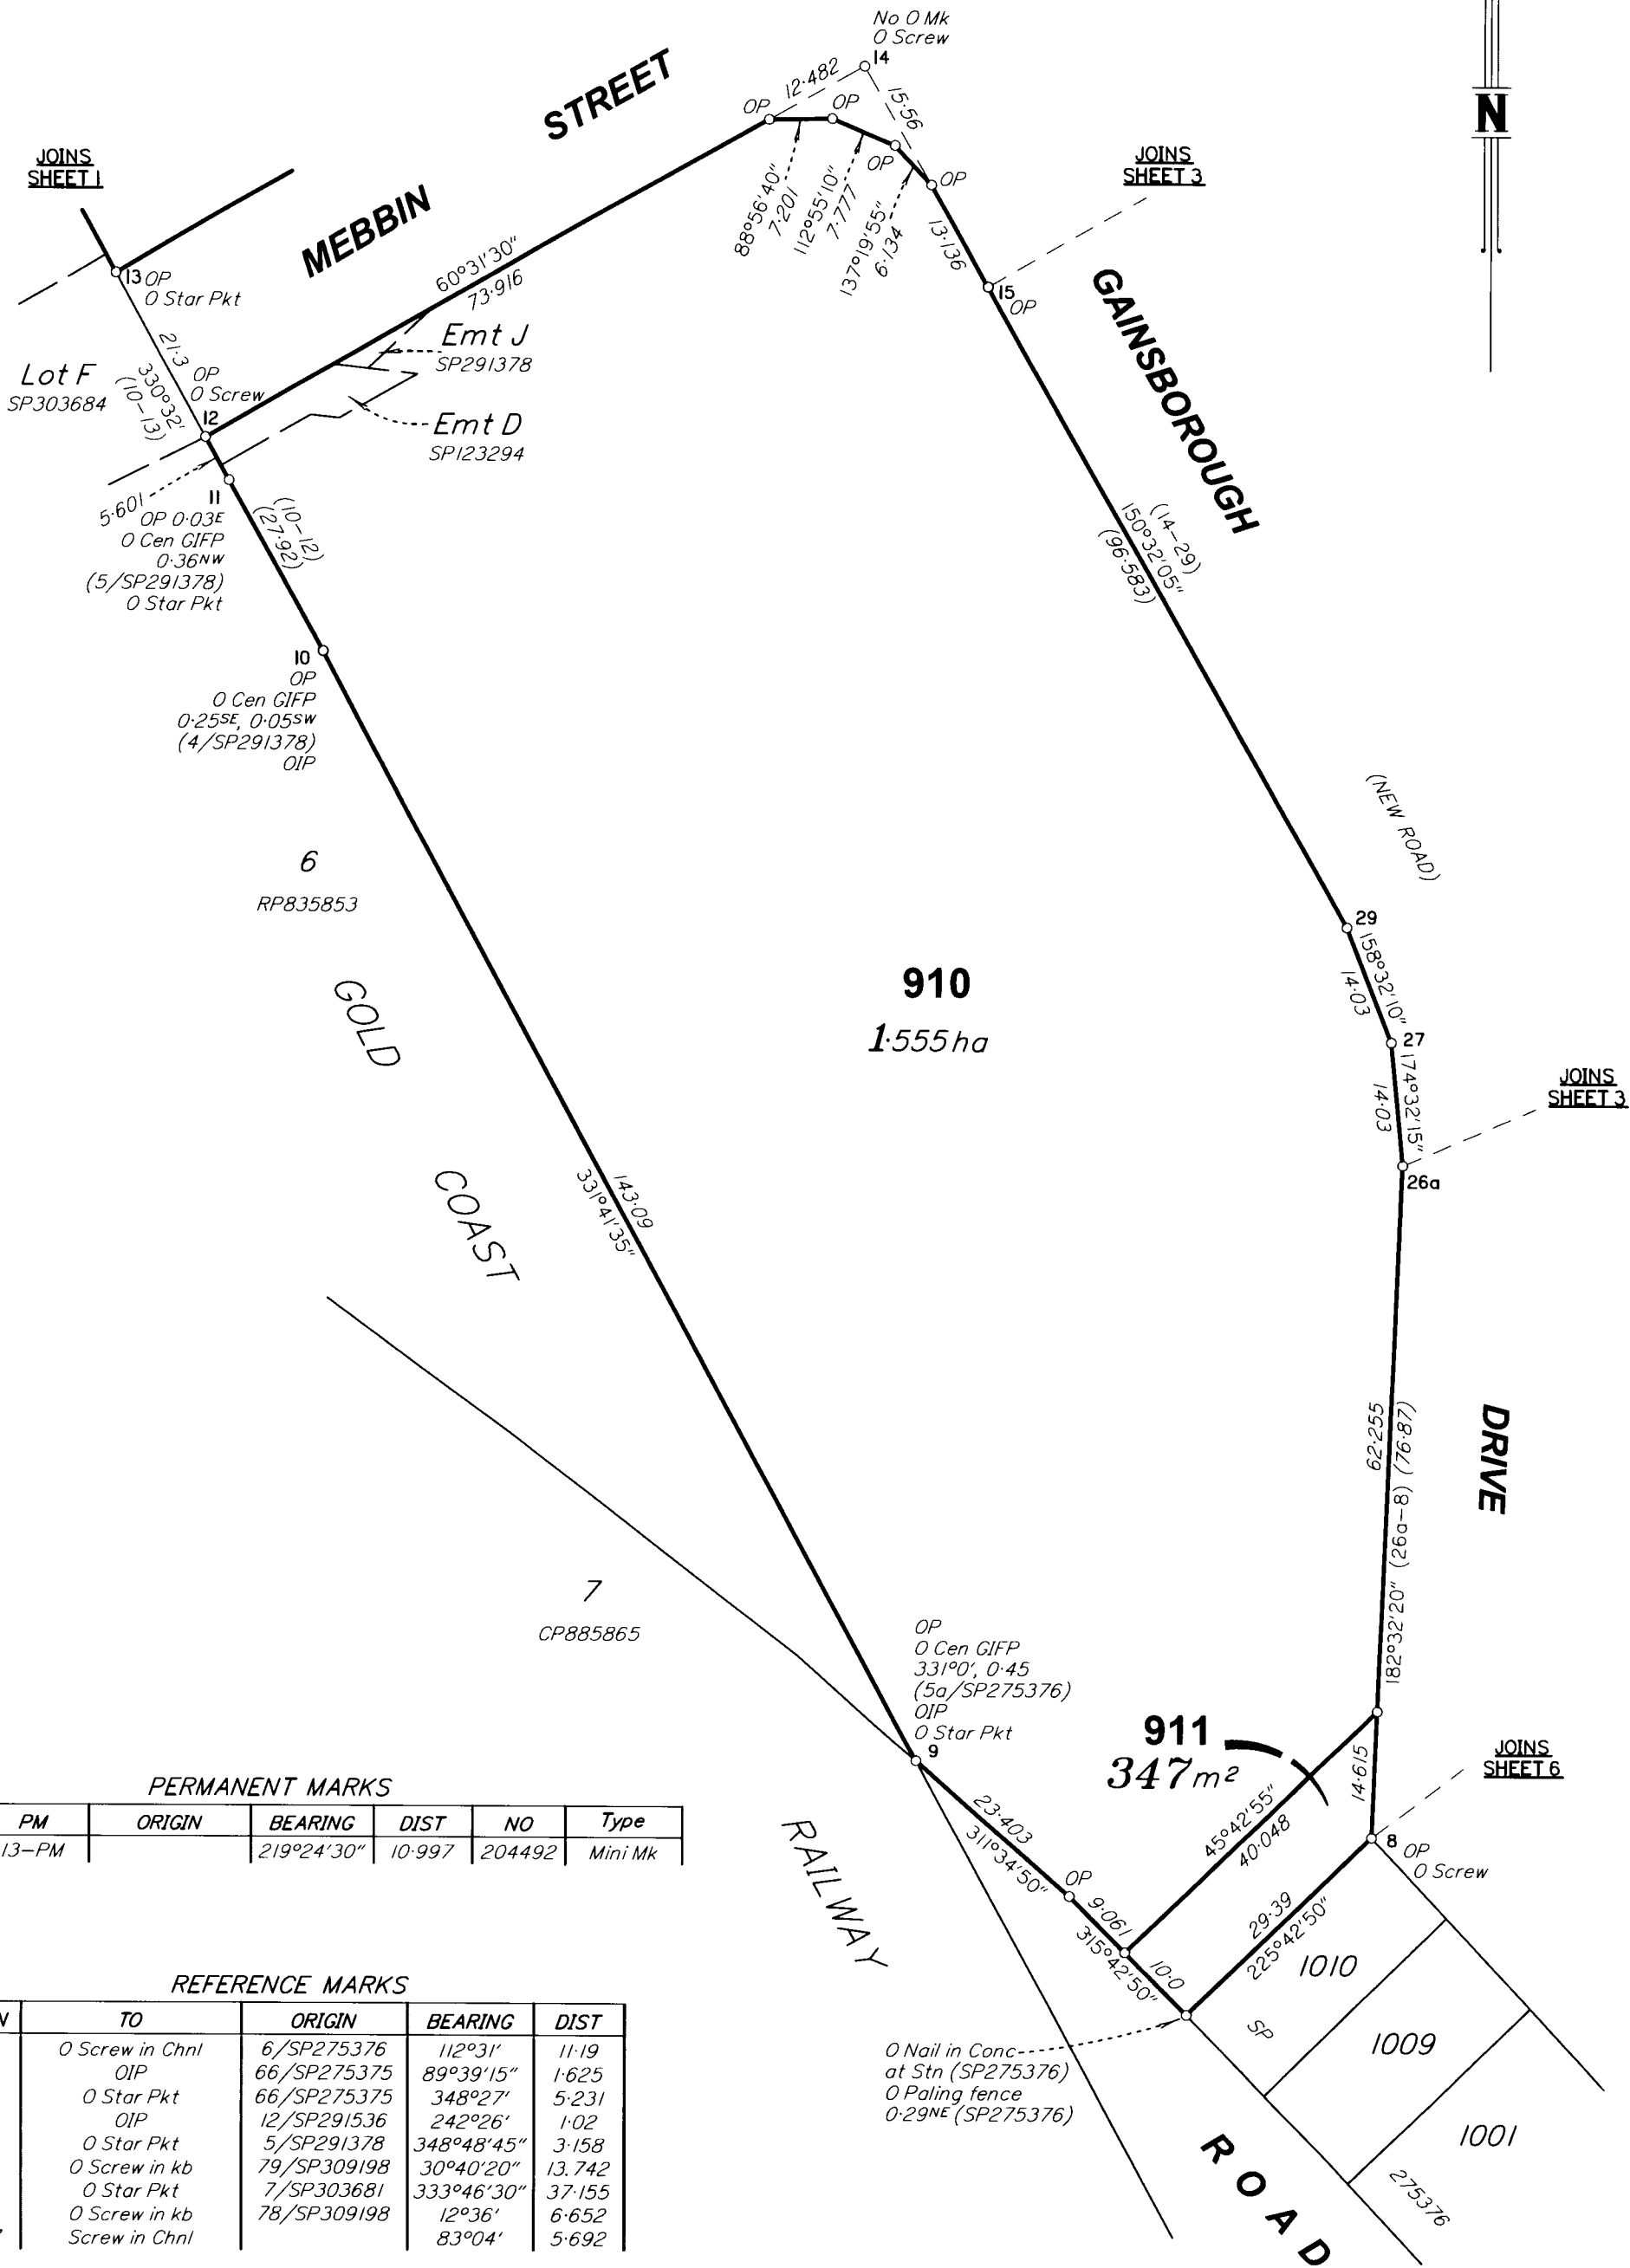 No O Mk
O Screw
14
N
STREET
12·482
15·56
OP
OP
OP
OP
JOINS
SHEET 1
JOINS
SHEET 3
88°56'40"
7·201
112°55'10"
7·777
137°19'55"
6·134
13·136
MEBBIN
60°31'30"
73·916
13 OP
O Star Pkt
15
OP
GAINSBOROUGH
21·3
330°32'
(10-13)
OP
O Screw
12
Lot F
SP303684
Emt J
SP291378
Emt D
SP123294
5·601
11
OP 0·03E
O Cen GIFP
0·36NW
(5/SP291378)
O Star Pkt
(10-12)
(27·92)
(14-29)
150°32'05"
(96·583)
10
OP
O Cen GIFP
0·25SE, 0·05SW
(4/SP291378)
OIP
(NEW ROAD)
6
RP835853
29
158°32'10"
14·03
910
1·555ha
27
174°32'15"
14·03
JOINS
SHEET 3
26a
GOLD
COAST
143·09
331°41'35"
62·255
182°32'20" (26a-8) (76·87)
DRIVE
7
CP885865
OP
O Cen GIFP
331°0', 0·45
(5a/SP275376)
OIP
O Star Pkt
9
911
347m²
14·615
JOINS
SHEET 6
8 OP
O Screw
45°42'55"
40·048
23·403
311°34'50"
OP
9·061
315°42'50"
10·0
29·39
225°42'50"
RAILWAY
1010
SP
1009
1001
275376
O Nail in Conc
at Stn (SP275376)
O Paling fence
0·29NE (SP275376)
ROAD
PERMANENT MARKS
PM ORIGIN BEARING DIST NO Type
13-PM 219°24'30" 10·997 204492 Mini Mk
REFERENCE MARKS
TO ORIGIN BEARING DIST
O Screw in Chnl 6/SP275376 112°31' 11·19
OIP 66/SP275375 89°39'15" 1·625
O Star Pkt 66/SP275375 348°27' 5·231
OIP 12/SP291536 242°26' 1·02
O Star Pkt 5/SP291378 348°48'45" 3·158
O Screw in kb 79/SP309198 30°40'20" 13.742
O Star Pkt 7/SP303681 333°46'30" 37·155
O Screw in kb 78/SP309198 12°36' 6·652
Screw in Chnl 83°04' 5·692